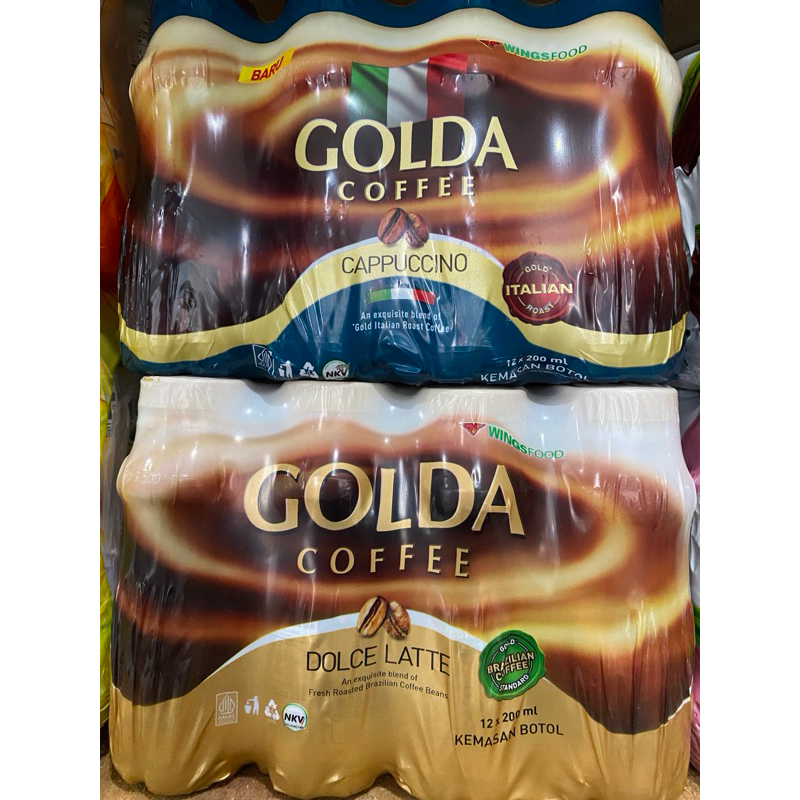 BARU
WINGSFOOD
GOLDA
COFFEE
CAPPUCCINO
An exquisite blend of
"Gold Italian Roast Coffee"
GOLD
ITALIAN
ROAST
NKV
12 x 200 ml
KEMASAN BOTOL
WINGSFOOD
GOLDA
COFFEE
DOLCE LATTE
An exquisite blend of
Fresh Roasted Brazilian Coffee Beans
GOLD
BRAZILIAN
COFFEE
STANDARD
NKV
12 x 200 ml
KEMASAN BOTOL